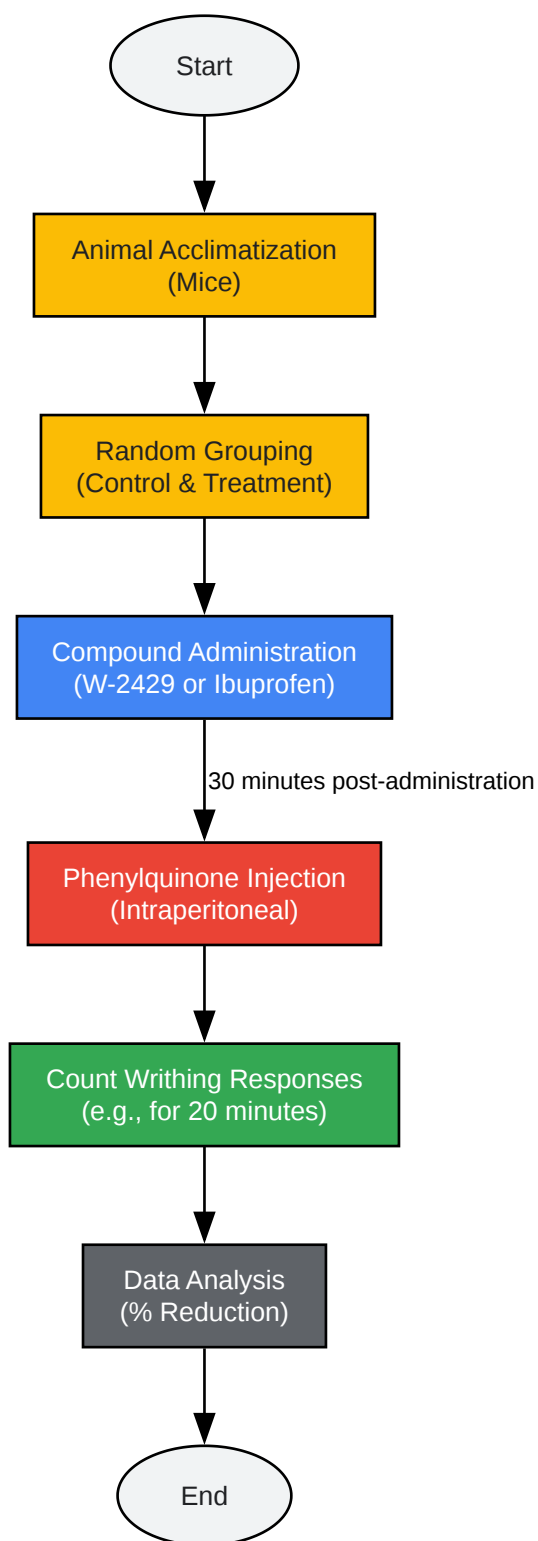 Start
Animal Acclimatization
(Mice)
Random Grouping
(Control & Treatment)
Compound Administration
(W-2429 or Ibuprofen)
30 minutes post-administration
Phenylquinone Injection
(Intraperitoneal)
Count Writhing Responses
(e.g., for 20 minutes)
Data Analysis
(% Reduction)
End